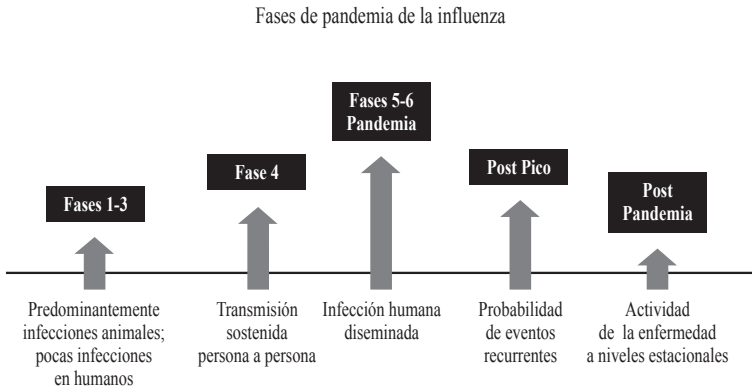 Fases de pandemia de la influenza
Fases 5-6
Pandemia
Fase 4
Post Pico
Fases 1-3
Post
Pandemia
Predominantemente
infecciones animales;
pocas infecciones
en humanos
Transmisión
sostenida
persona a persona
Infección humana
diseminada
Probabilidad
de eventos
recurrentes
Actividad
de la enfermedad
a niveles estacionales